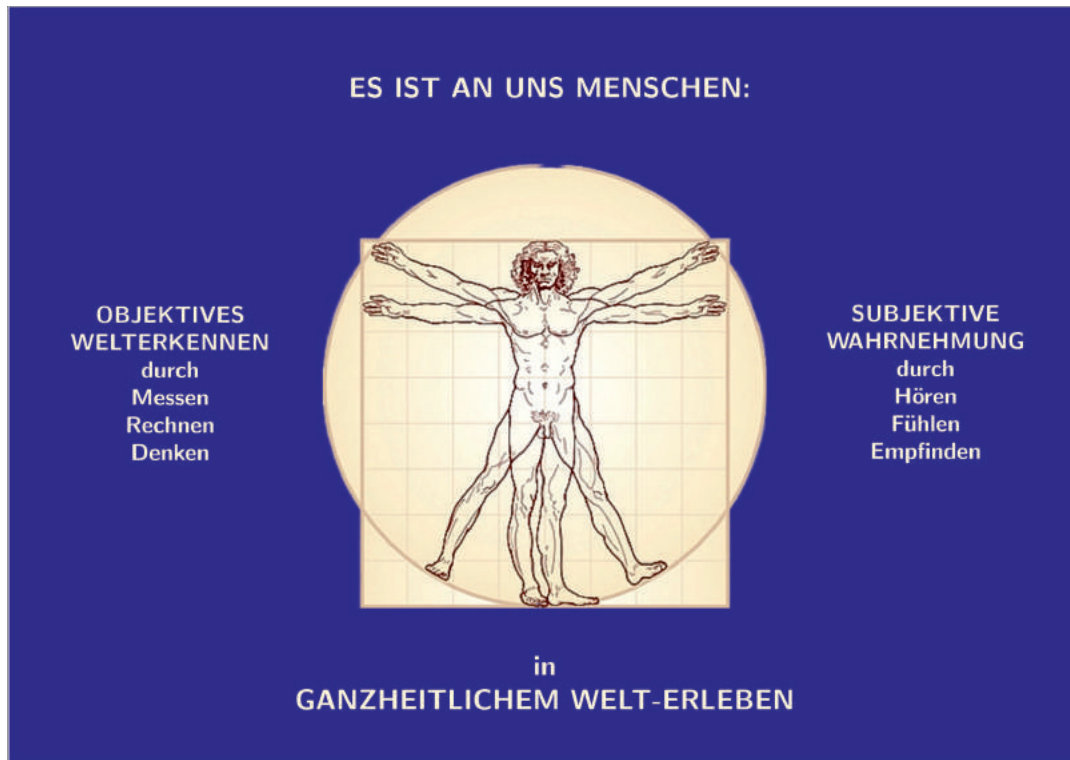 ES IST AN UNS MENSCHEN:
OBJEKTIVES
WELTERKENNEN
durch
Messen
Rechnen
Denken
SUBJEKTIVE
WAHRNEHMUNG
durch
Hören
Fühlen
Empfinden
in
GANZHEITLICHEM WELT-ERLEBEN